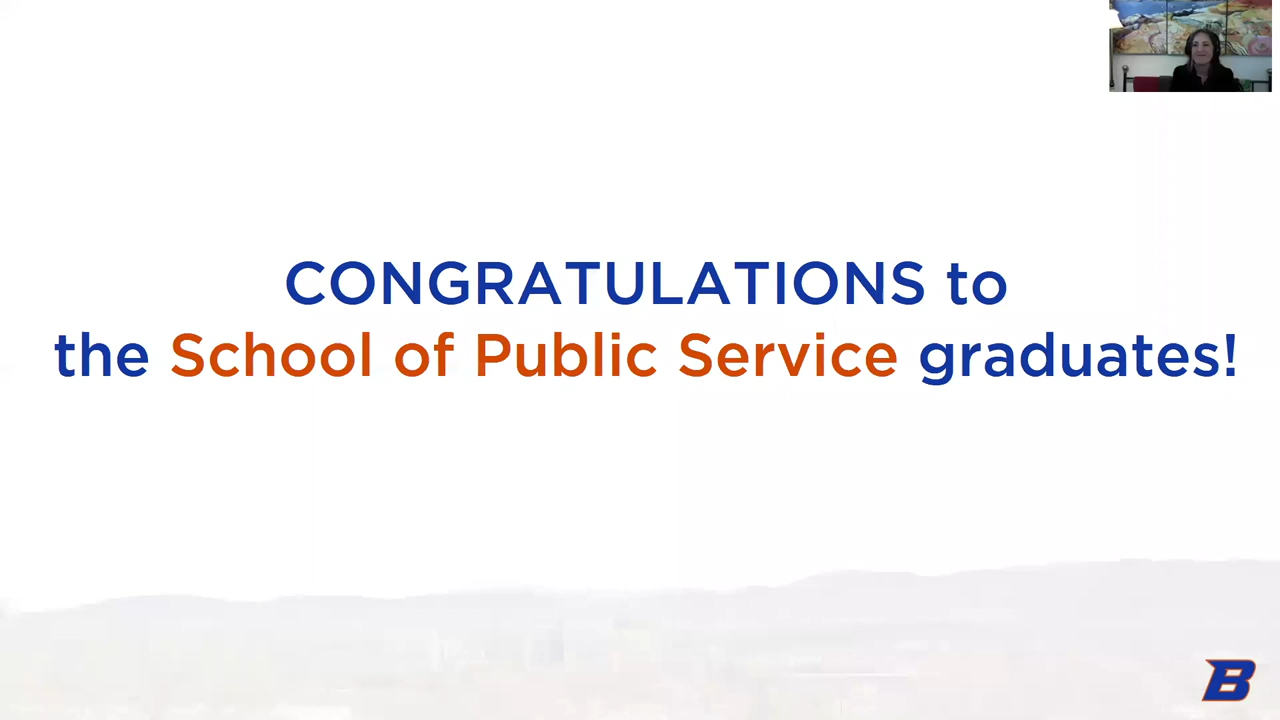 CONGRATULATIONS to
the School of Public Service graduates!
B